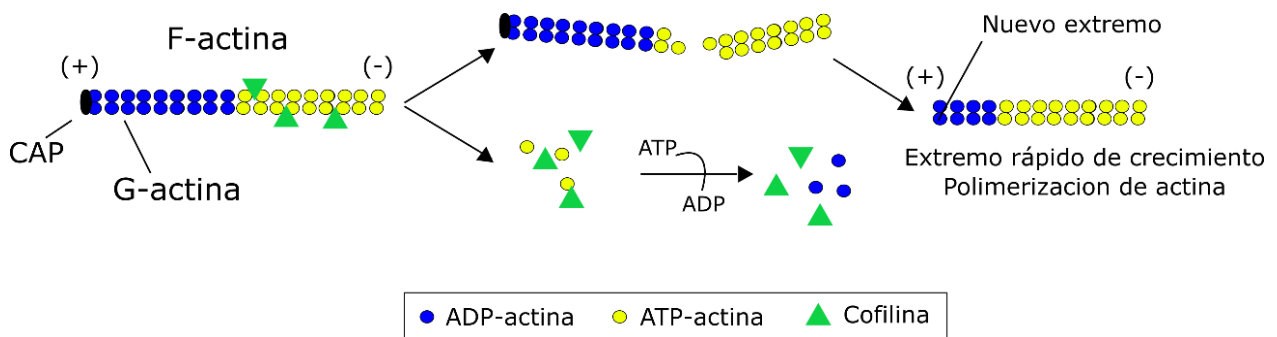 F-actina
(+)
(-)
CAP
G-actina
Nuevo extremo
(+)
(-)
Extremo rápido de crecimiento
Polimerizacion de actina
ATP
ADP
ADP-actina
ATP-actina
Cofilina